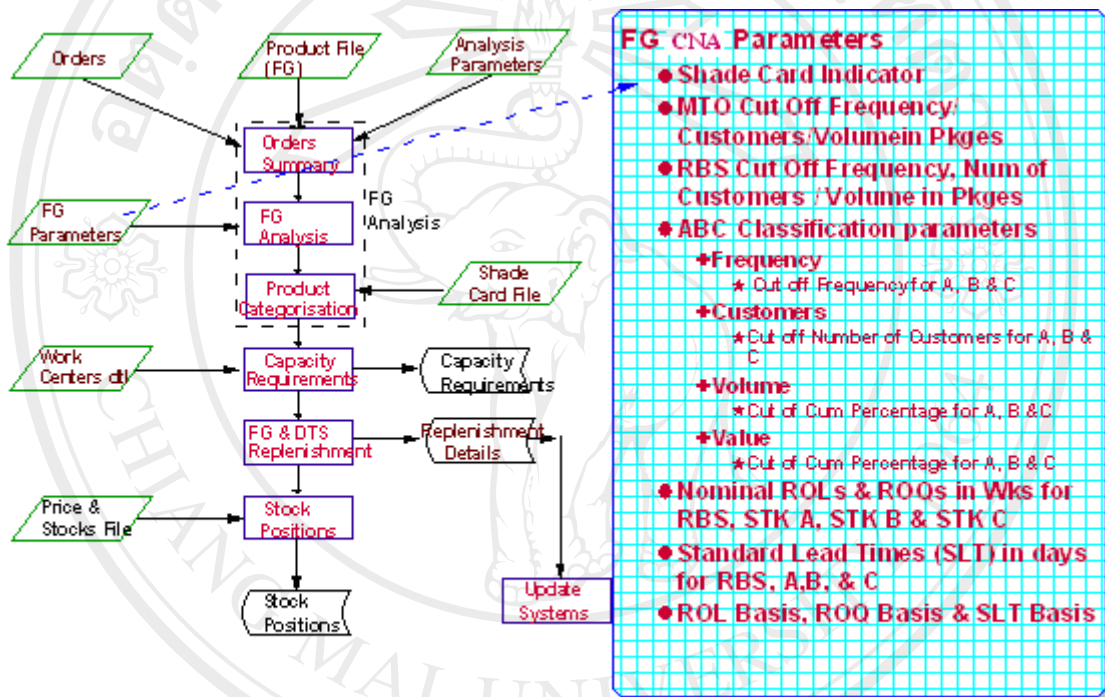 Orders
Product File
(FG)
Analysis
Parameters
Orders
Summary
FG
Parameters
FG
Analysis
FG
Analysis
Product
Categorisation
Shade
Card File
Work
Centers dtl
Capacity
Requirements
Capacity
Requirements
FG & DTS
Replenishment
Replenishment
Details
Price &
Stocks File
Stock
Positions
Stock
Positions
Update
Systems
FG CNA Parameters
Shade Card Indicator
MTO Cut Off Frequency/
Customers/Volumein Pkges
RBS Cut Off Frequency, Num of
Customers /Volume in Pkges
ABC Classification parameters
Frequency
Cut off Frequency for A, B & C
Customers
Cut off Number of Customers for A, B &
C
Volume
Cut of Cum Percentage for A, B &C
Value
Cut of Cum Percentage for A, B & C
Nominal ROLs & ROQs in Wks for
RBS, STK A, STK B & STK C
Standard Lead Times (SLT) in days
for RBS, A,B, & C
ROL Basis, ROQ Basis & SLT Basis
CHIANG MAI UNIVERS